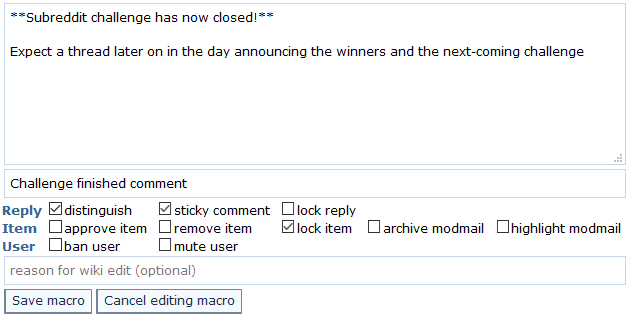 **Subreddit challenge has now closed!**
Expect a thread later on in the day announcing the winners and the next-coming challenge
Challenge finished comment
Reply distinguish sticky comment lock reply
Item approve item remove item lock item archive modmail highlight modmail
User ban user mute user
reason for wiki edit (optional)
Save macro Cancel editing macro